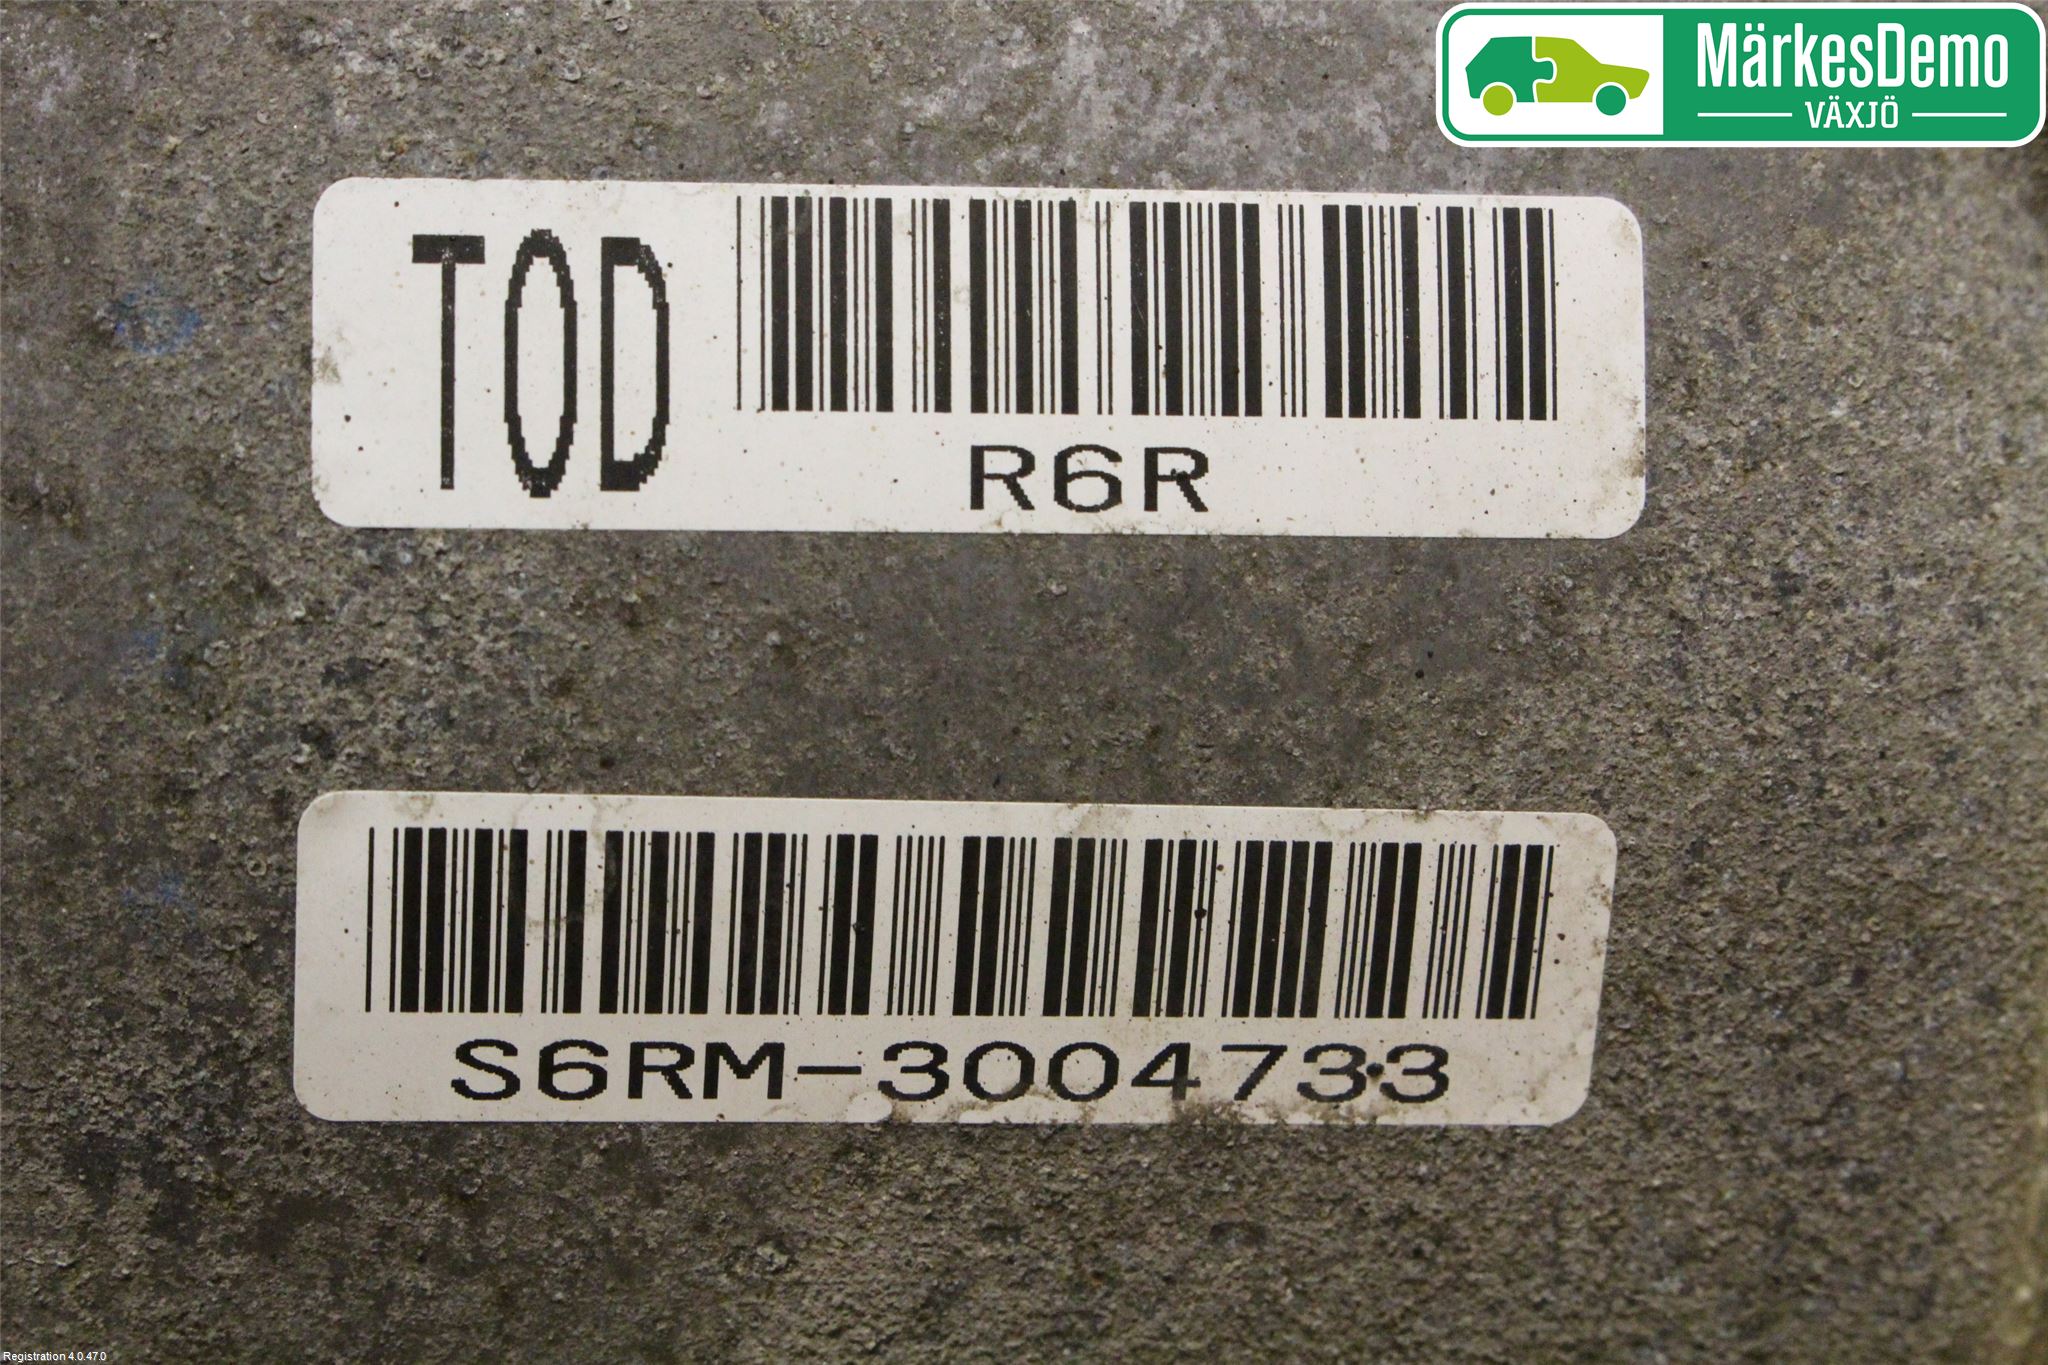 MärkesDemo
VÄXJÖ
TOD
R6R
S6RM-3004733
Registration 4.0.47.0